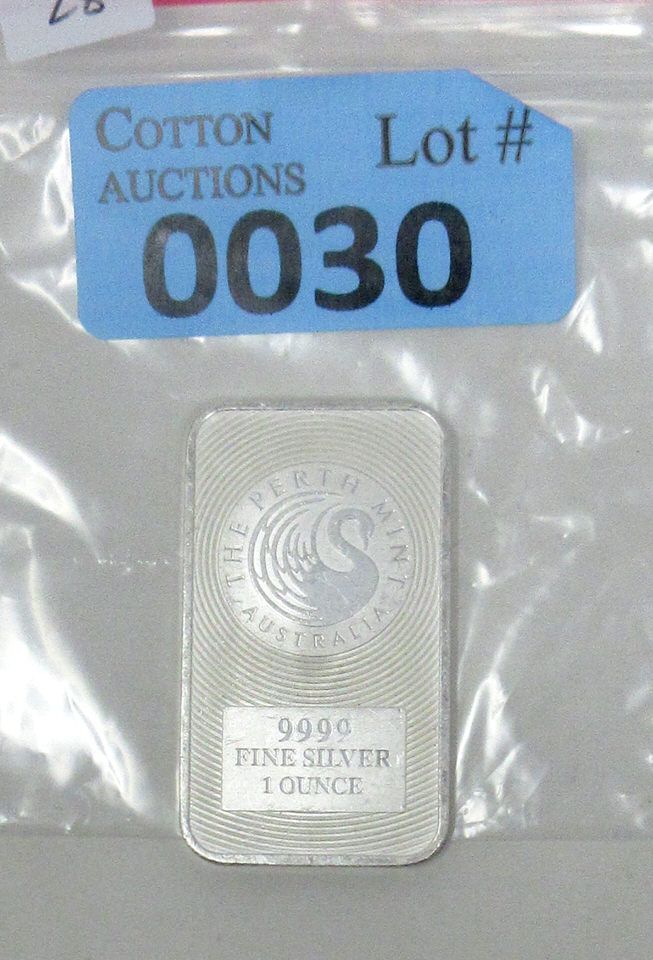 COTTON
AUCTIONS
Lot #
0030
THE PERTH MINT
AUSTRALIA
9999
FINE SILVER
1 OUNCE